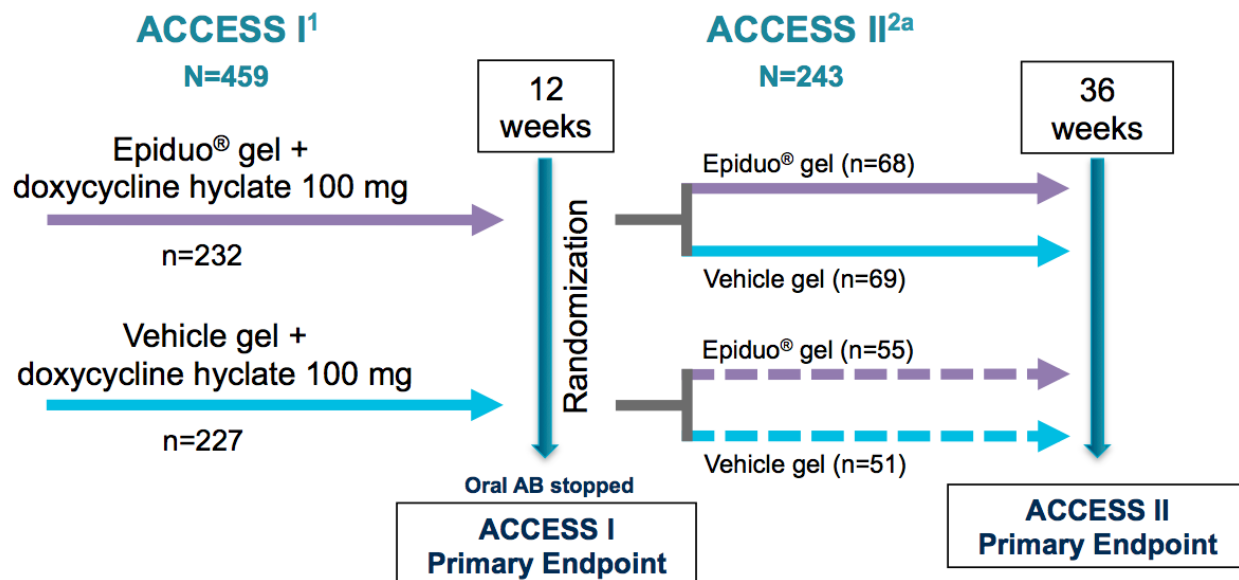 ACCESS I1
N=459
12
weeks
ACCESS II2a
N=243
36
weeks
Epiduo® gel +
doxycycline hyclate 100 mg
n=232
Vehicle gel +
doxycycline hyclate 100 mg
n=227
Randomization
Epiduo® gel (n=68)
Vehicle gel (n=69)
Epiduo® gel (n=55)
Vehicle gel (n=51)
Oral AB stopped
ACCESS I
Primary Endpoint
ACCESS II
Primary Endpoint